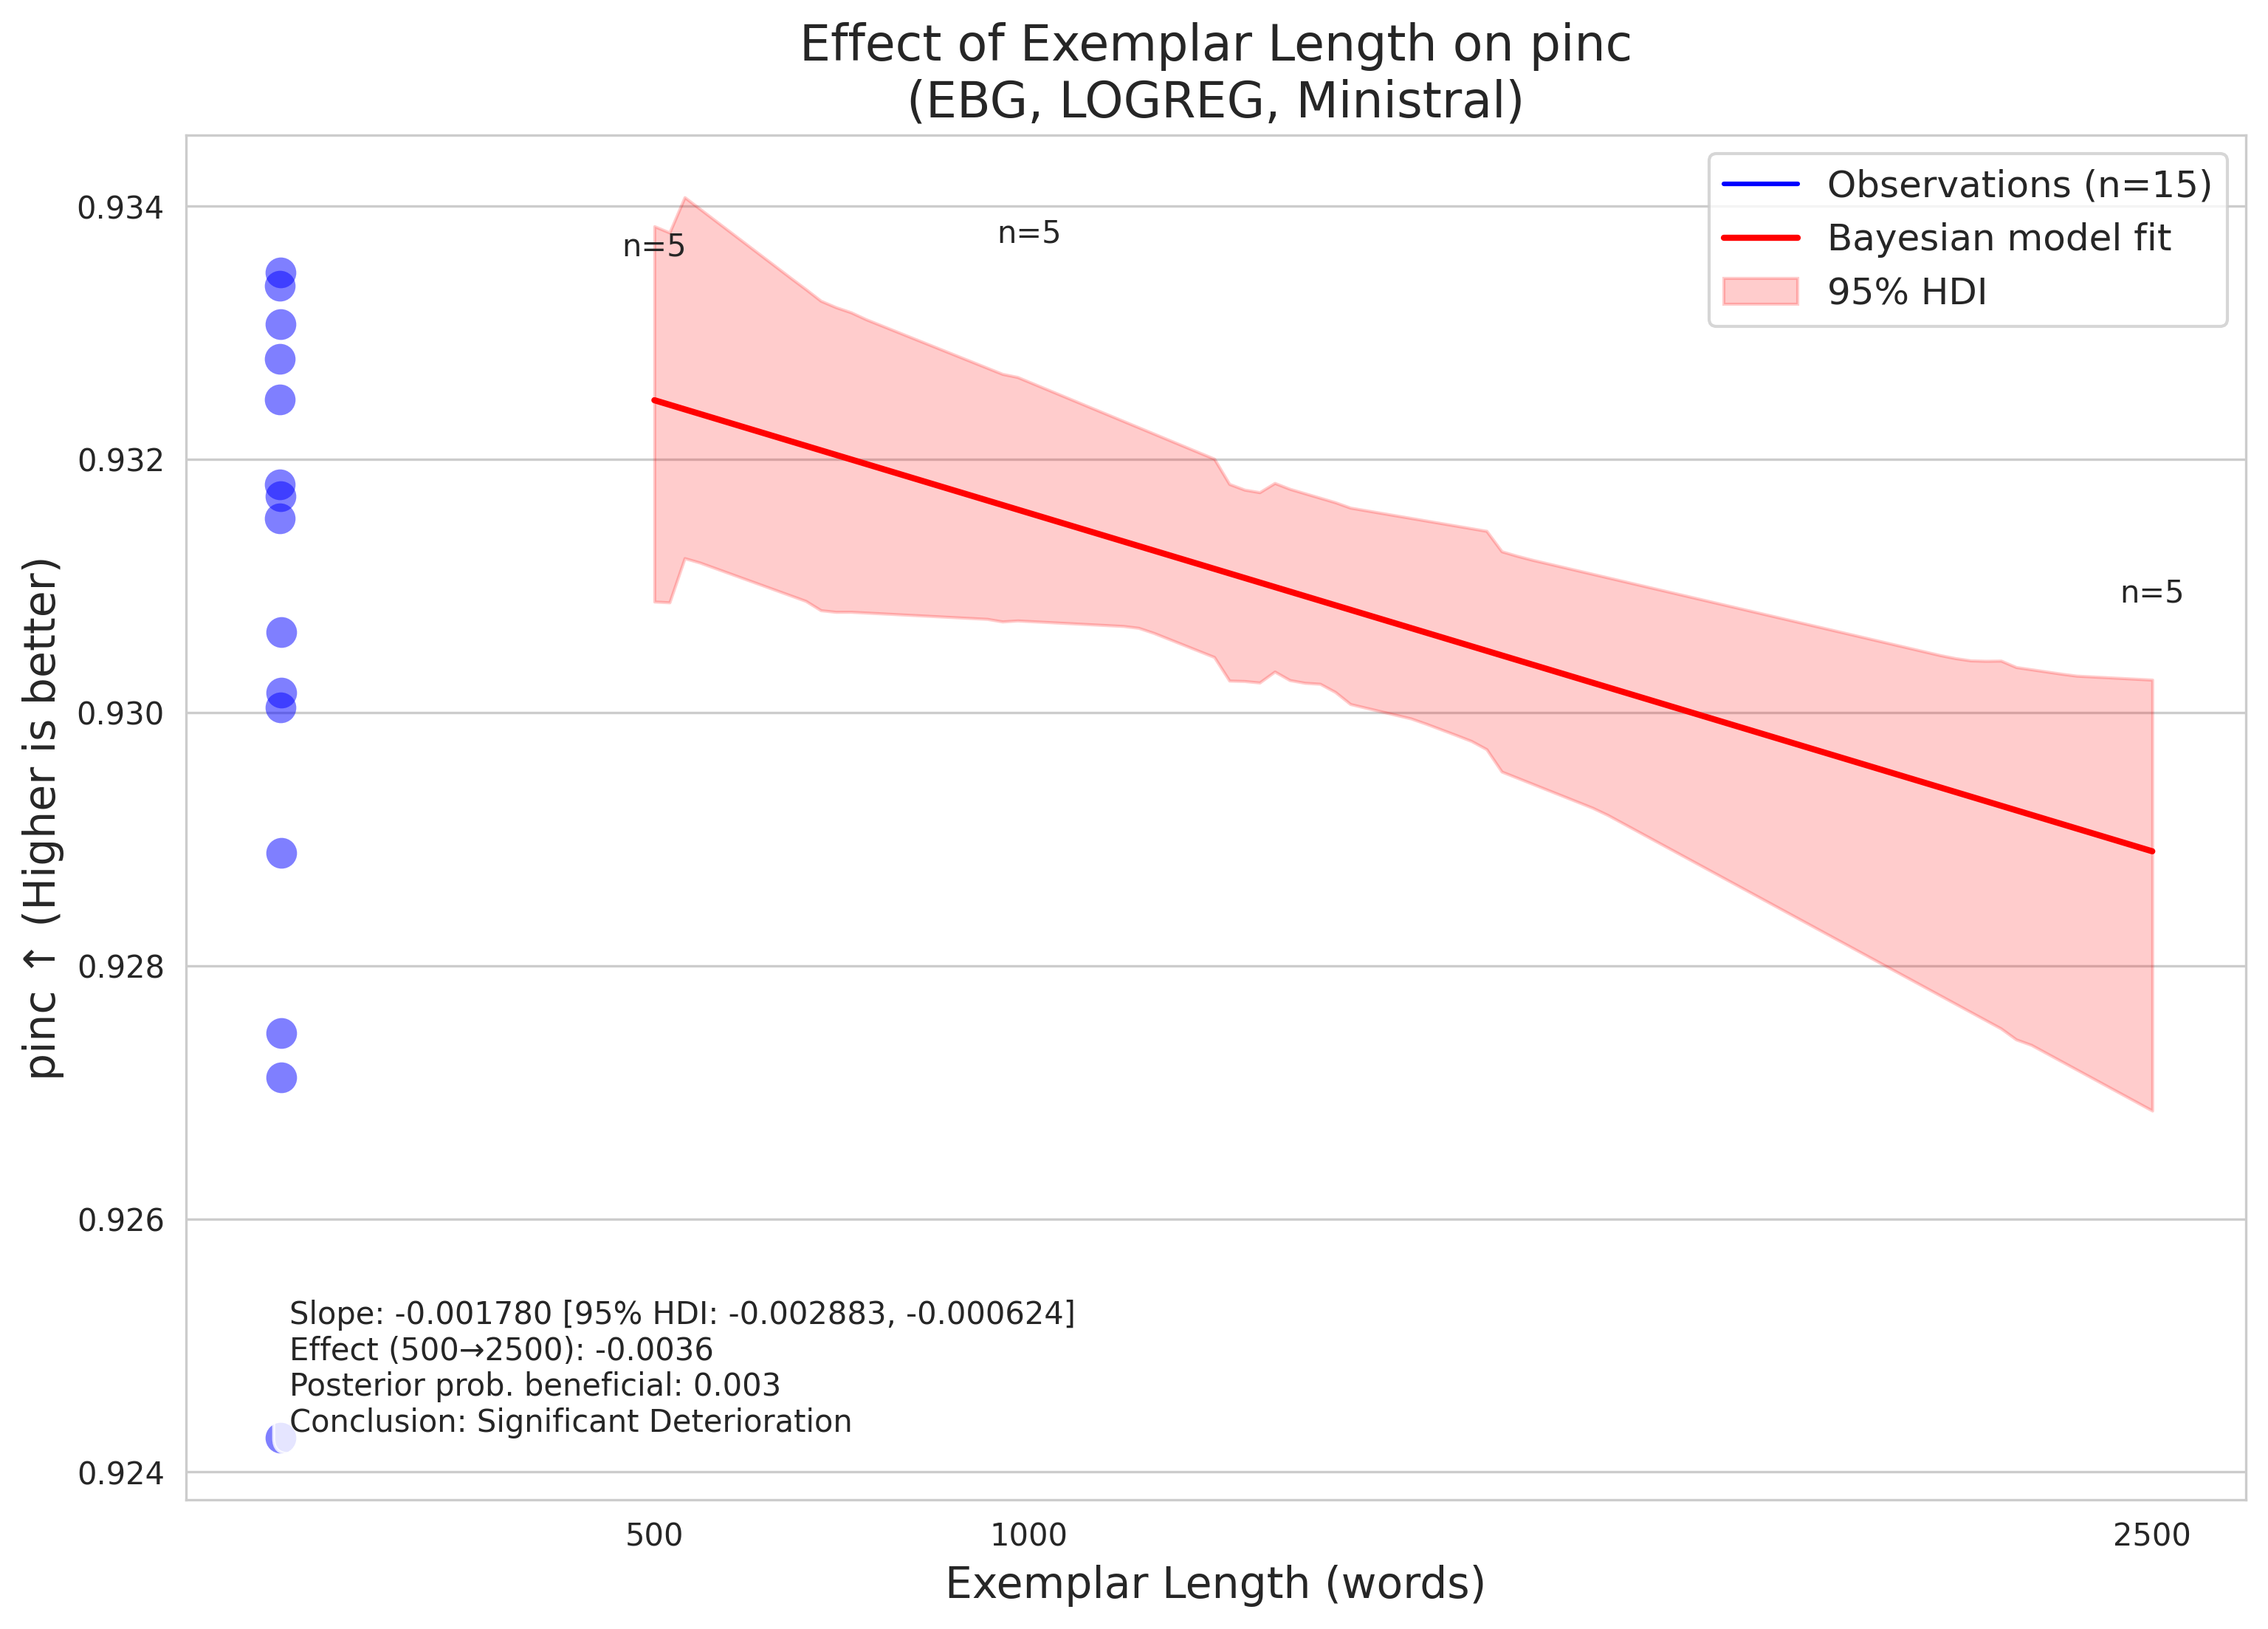 Effect of Exemplar Length on pinc
(EBG, LOGREG, Ministral)
Observations (n=15)
Bayesian model fit
95% HDI
n=5
n=5
n=5
pinc ↑ (Higher is better)
0.934
0.932
0.930
0.928
0.926
0.924
Slope: -0.001780 [95% HDI: -0.002883, -0.000624]
Effect (500→2500): -0.0036
Posterior prob. beneficial: 0.003
Conclusion: Significant Deterioration
500
1000
2500
Exemplar Length (words)